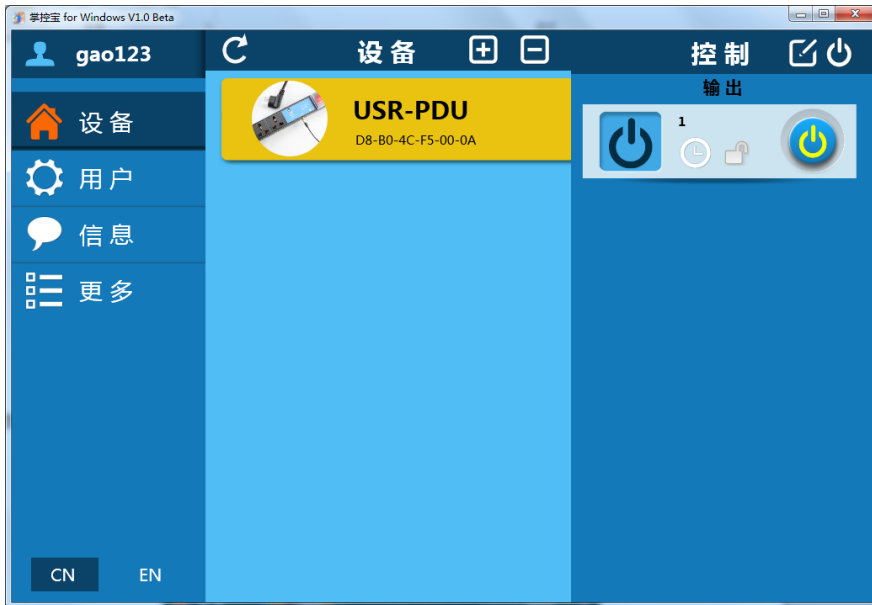 掌控宝 for Windows V1.0 Beta
gao123
设备
控制
设备
用户
信息
更多
USR-PDU
D8-B0-4C-F5-00-0A
输出
1
CN
EN